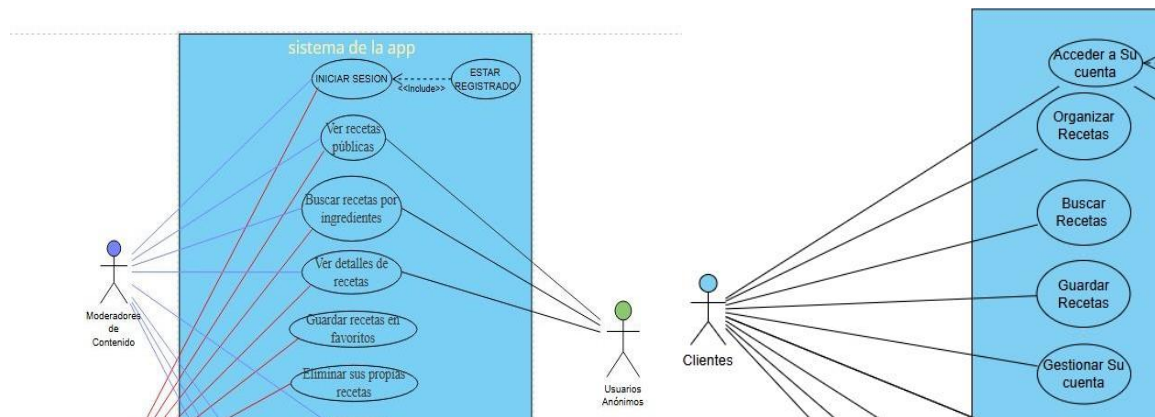 sistema de la app
INICIAR SESION
ESTAR
REGISTRADO
<<Include>>
Ver recetas
públicas
Buscar recetas por
ingredientes
Ver detalles de
recetas
Guardar recetas en
favoritos
Eliminar sus propias
recetas
Moderadores
de
Contenido
Usuarios
Anónimos
Acceder a Su
cuenta
Organizar
Recetas
Buscar
Recetas
Guardar
Recetas
Gestionar Su
cuenta
Clientes